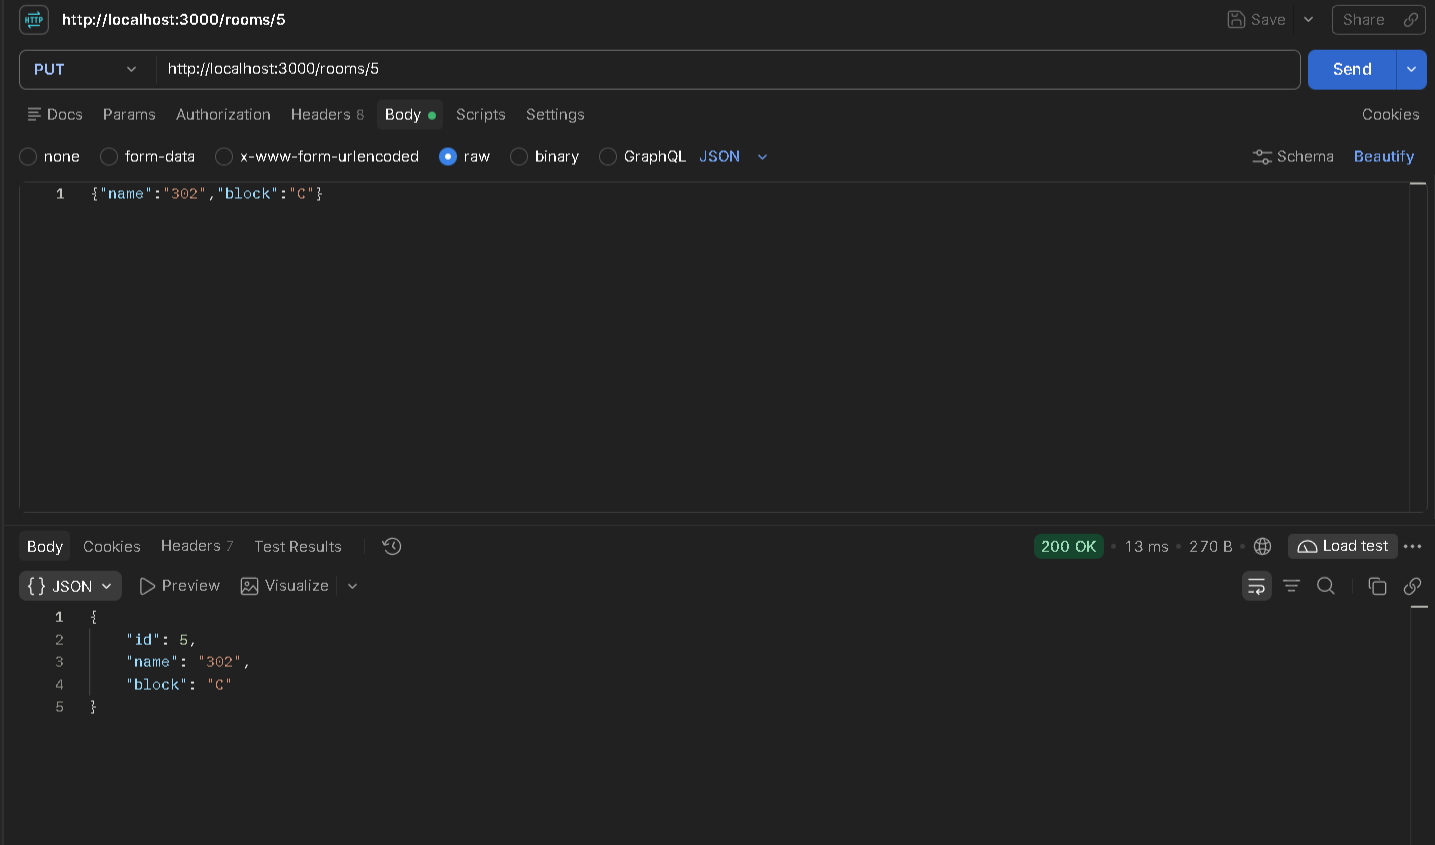 HTTP http://localhost:3000/rooms/5 Save Share
PUT http://localhost:3000/rooms/5 Send
Docs Params Authorization Headers 8 Body Scripts Settings Cookies
none form-data x-www-form-urlencoded raw binary GraphQL JSON Schema Beautify
1 {"name":"302","block":"C"}
Body Cookies Headers 7 Test Results 200 OK • 13 ms • 270 B • Load test
{} JSON Preview Visualize
1 {
2 "id": 5,
3 "name": "302",
4 "block": "C"
5 }